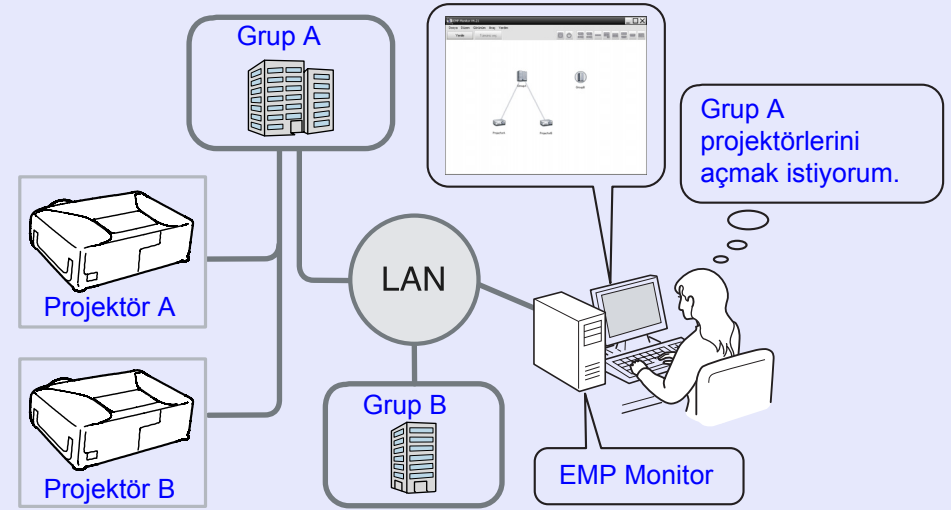 Grup A
Grup A
projektörlerini
açmak istiyorum.
Projektör A
LAN
Projektör B
Grup B
EMP Monitor